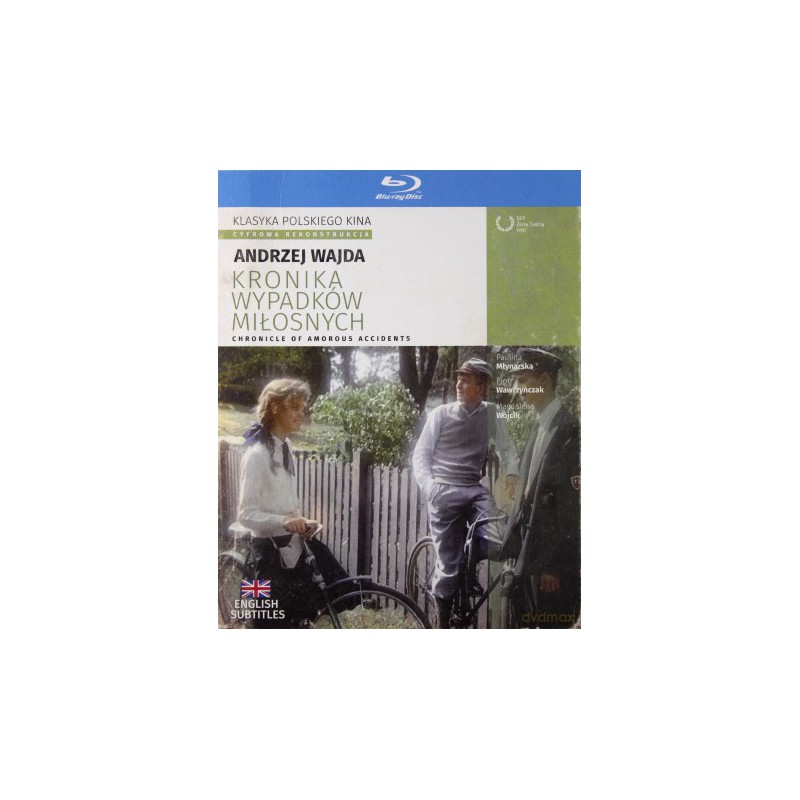 Blu-ray Disc
KLASYKA POLSKIEGO KINA
CYFROWA REKONSTRUKCJA
ANDRZEJ WAJDA
KRONIKA
WYPADKÓW
MIŁOSNYCH
CHRONICLE OF AMOROUS ACCIDENTS
Paulina
Młynarska
Piotr
Wawrzyńczak
Magdalena
Wójcik
ENGLISH
SUBTITLES
dvdmax